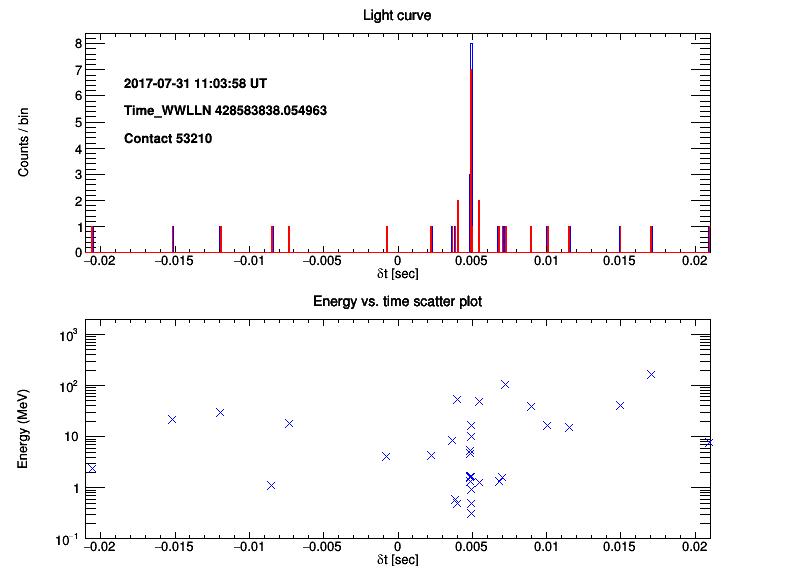 Light curve
Counts / bin
8
7
6
5
4
3
2
1
0
2017-07-31 11:03:58 UT
Time_WWLLN 428583838.054963
Contact 53210
−0.02 −0.015 −0.01 −0.005 0 0.005 0.01 0.015 0.02
δt [sec]
Energy vs. time scatter plot
Energy (MeV)
10³
10²
10
1
10⁻¹
−0.02 −0.015 −0.01 −0.005 0 0.005 0.01 0.015 0.02
δt [sec]